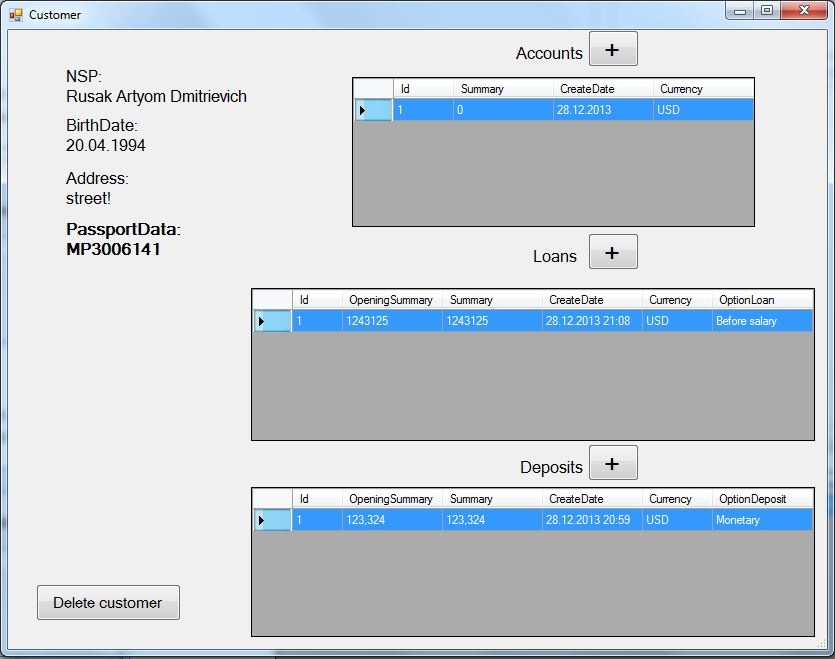 Customer
Accounts +
NSP:
Rusak Artyom Dmitrievich
BirthDate:
20.04.1994
Address:
street!
PassportData:
MP3006141
Id Summary CreateDate Currency
1 0 28.12.2013 USD
Loans +
Id OpeningSummary Summary CreateDate Currency OptionLoan
1 1243125 1243125 28.12.2013 21:08 USD Before salary
Deposits +
Id OpeningSummary Summary CreateDate Currency OptionDeposit
1 123,324 123,324 28.12.2013 20:59 USD Monetary
Delete customer